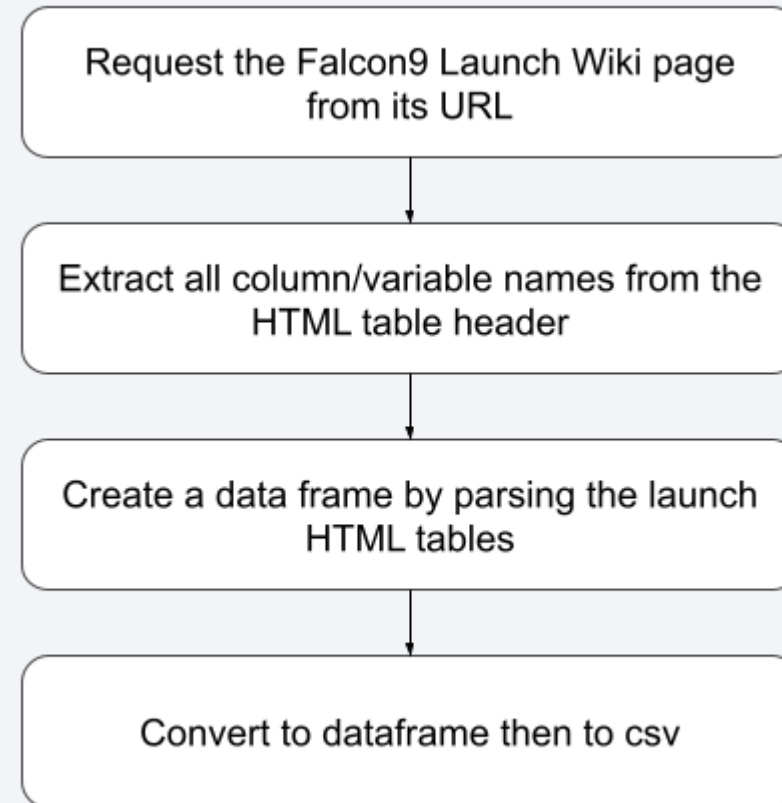 Request the Falcon9 Launch Wiki page
from its URL
Extract all column/variable names from the
HTML table header
Create a data frame by parsing the launch
HTML tables
Convert to dataframe then to csv